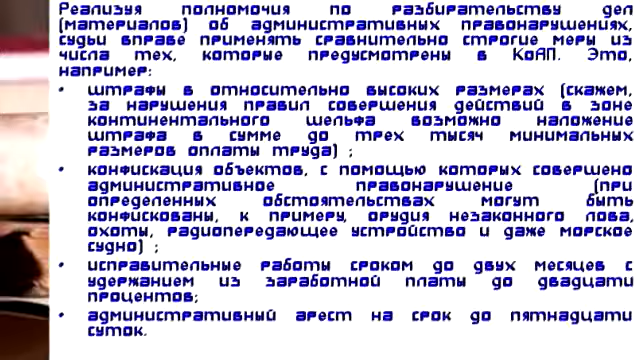 Реализуя полномочия по разбирательству дел
(материалов) об административных правонарушениях,
судьи вправе применять сравнительно строгие меры из
числа тех, которые предусмотрены в КоАП. Это,
например:
• штрафы в относительно высоких размерах (скажем,
за нарушения правил совершения действий в зоне
континентального шельфа возможно наложение
штрафа в сумме до трех тысяч минимальных
размеров оплаты труда) ;
• конфискация объектов, с помощью которых совершено
административное правонарушение (при
определенных обстоятельствах могут быть
конфискованы, к примеру, орудия незаконного лова,
охоты, радиопередающее устройство и даже морское
судно) ;
• исправительные работы сроком до двух месяцев с
удержанием из заработной платы до двадцати
процентов;
• административный арест на срок до пятнадцати
суток.